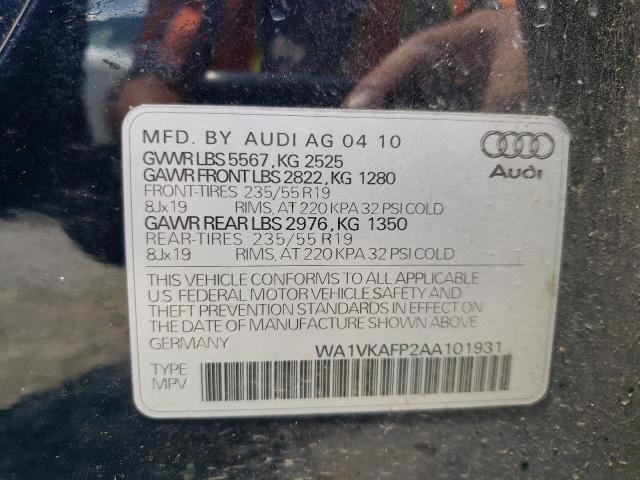 MFD. BY AUDI AG 04 10
GWWR LBS 5567, KG 2525
GAWR FRONT LBS 2822, KG 1280
FRONT-TIRES 235/55 R19
8Jx19 RIMS, AT 220 KPA 32 PSI COLD
GAWR REAR LBS 2976, KG 1350
REAR-TIRES 235/55 R19
8Jx19 RIMS, AT 220 KPA 32 PSI COLD
Audi
THIS VEHICLE CONFORMS TO ALL APPLICABLE
U.S. FEDERAL MOTOR VEHICLE SAFETY AND
THEFT PREVENTION STANDARDS IN EFFECT ON
THE DATE OF MANUFACTURE SHOWN ABOVE.
GERMANY WA1VKAFP2AA101931
TYPE
MPV